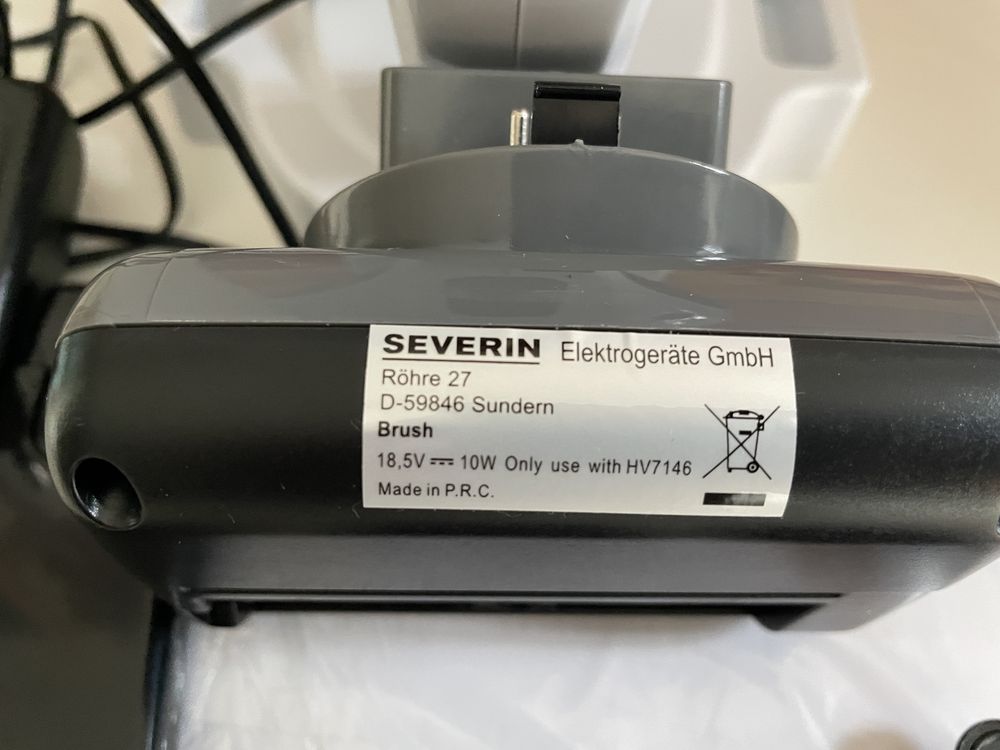 SEVERIN Elektrogeräte GmbH
Röhre 27
D-59846 Sundern
Brush
18,5V⎓ 10W Only use with HV7146
Made in P.R.C.